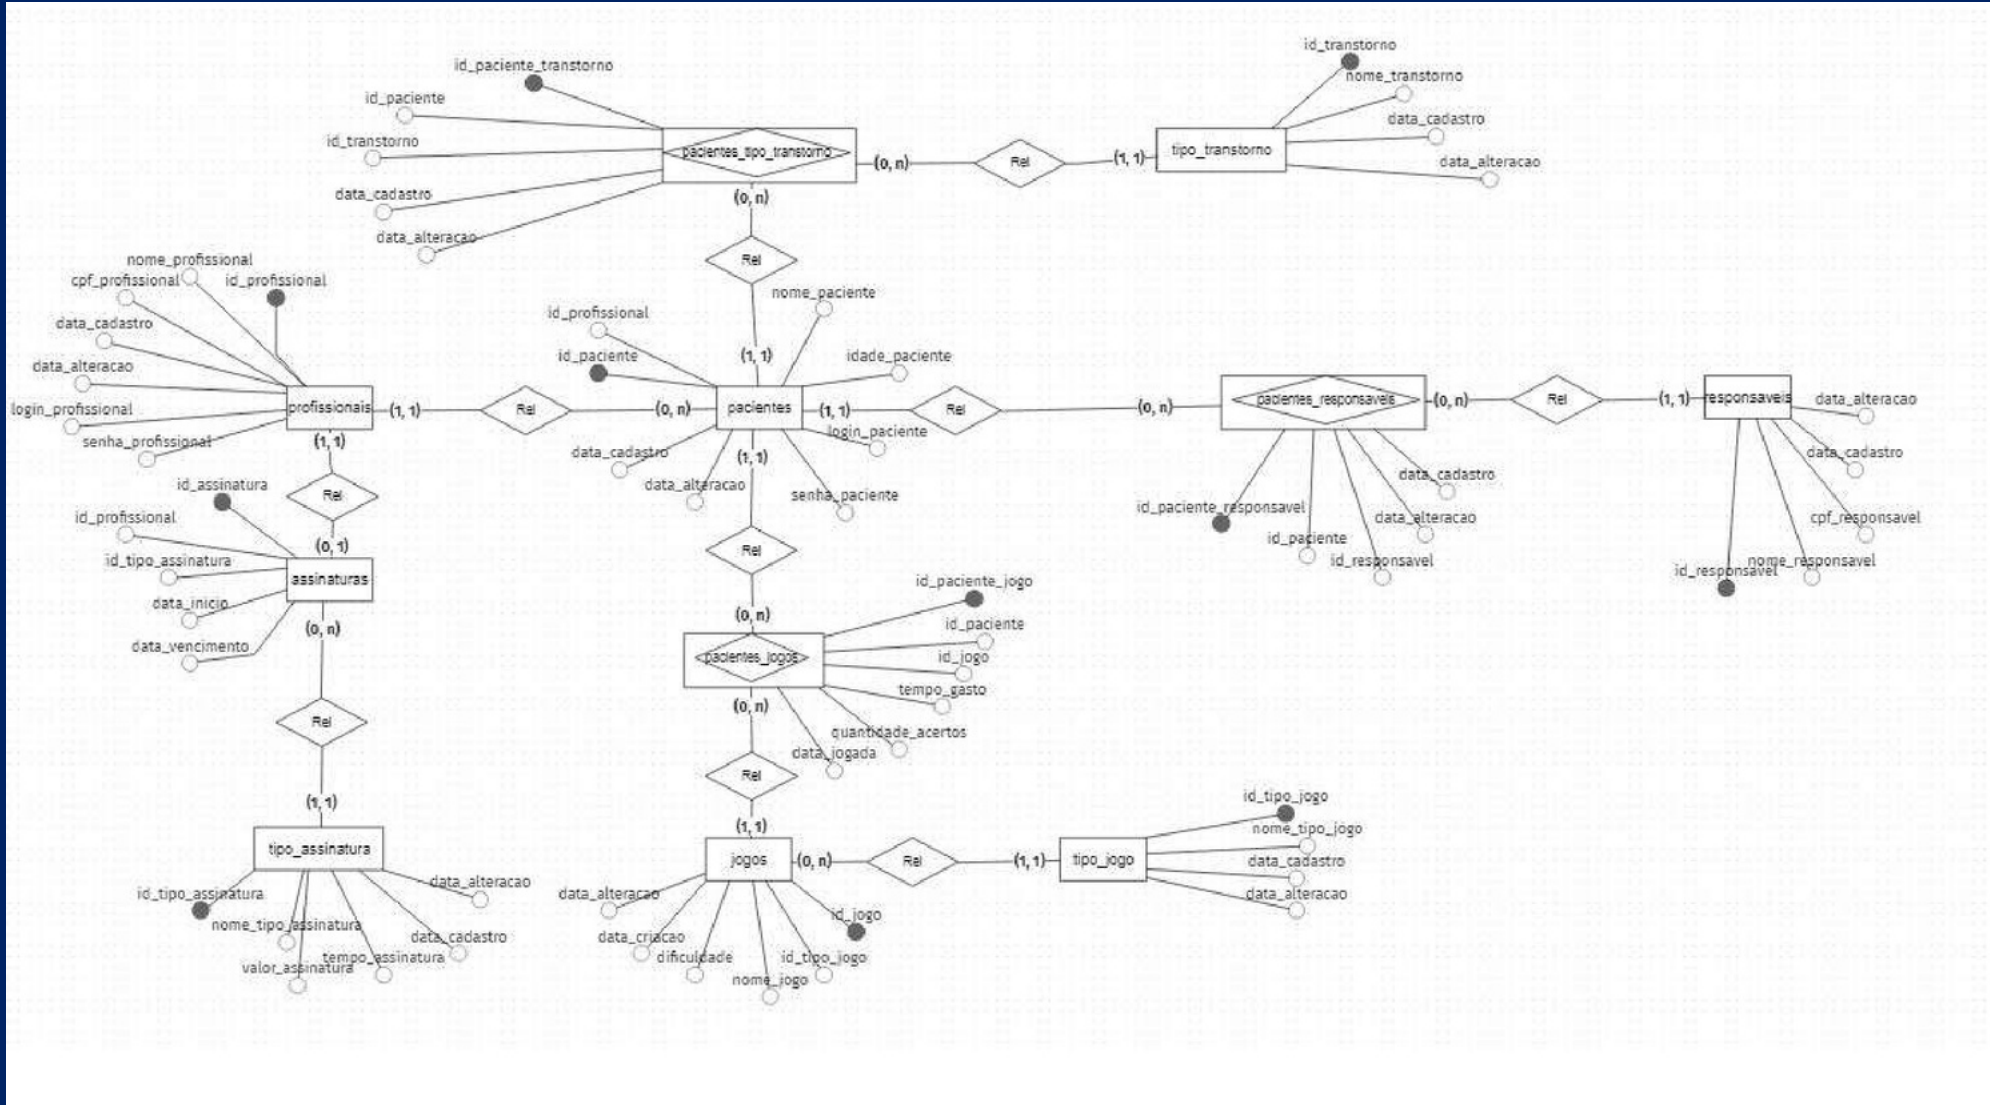 id_transtorno
id_paciente_transtorno
nome_transtorno
id_paciente
data_cadastro
id_transtorno
pacientes_tipo_transtorno
(0, n)
Rel
(1, 1)
tipo_transtorno
data_alteracao
data_cadastro
(0, n)
data_alteracao
nome_profissional
Rel
cpf_profissional
id_profissional
nome_paciente
id_profissional
data_cadastro
id_paciente
(1, 1)
idade_paciente
data_alteracao
login_profissional
profissionais
(1, 1)
Rel
(0, n)
pacientes
(1, 1)
Rel
(0, n)
pacientes_responsaveis
(0, n)
Rel
(1, 1)
responsaveis
data_alteracao
senha_profissional
(1, 1)
data_cadastro
(1, 1)
login_paciente
data_cadastro
id_assinatura
Rel
data_alteracao
senha_paciente
data_cadastro
id_paciente_responsavel
data_alteracao
cpf_responsavel
id_profissional
(0, 1)
id_paciente
id_tipo_assinatura
assinaturas
Rel
id_responsavel
id_responsavel
nome_responsavel
data_inicio
id_paciente_jogo
(0, n)
(0, n)
id_paciente
data_vencimento
pacientes_jogos
id_jogo
tempo_gasto
(0, n)
Rel
quantidade_acertos
data_jogada
Rel
id_tipo_jogo
(1, 1)
(1, 1)
nome_tipo_jogo
tipo_assinatura
jogos
(0, n)
Rel
(1, 1)
tipo_jogo
data_cadastro
id_tipo_assinatura
data_alteracao
data_alteracao
data_alteracao
nome_tipo_assinatura
data_cadastro
data_criacao
id_jogo
valor_assinatura
tempo_assinatura
dificuldade
id_tipo_jogo
nome_jogo